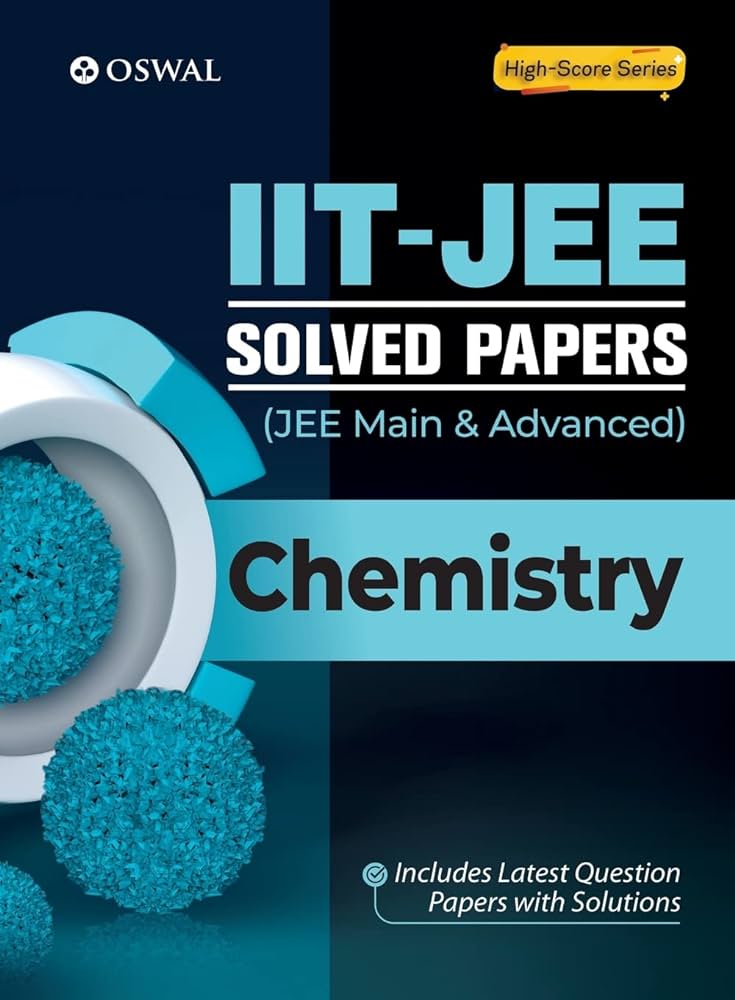 OSWAL
High-Score Series
IIT-JEE
SOLVED PAPERS
(JEE Main & Advanced)
Chemistry
Includes Latest Question
Papers with Solutions